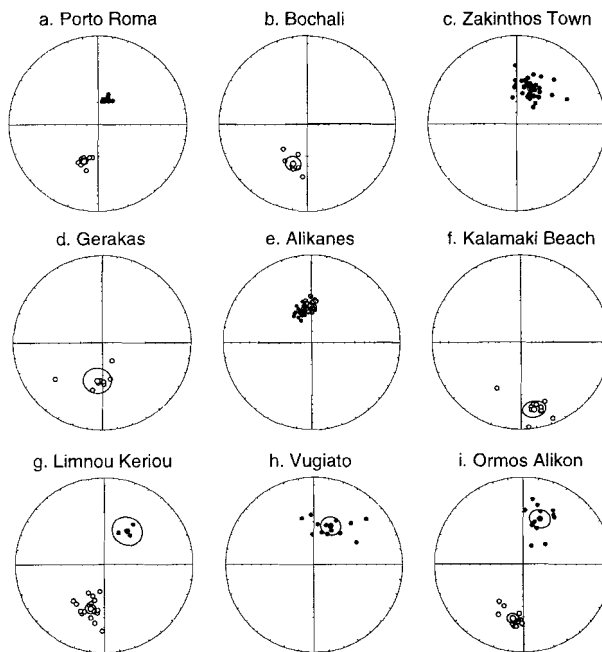 a. Porto Roma
b. Bochali
c. Zakinthos Town
d. Gerakas
e. Alikanes
f. Kalamaki Beach
g. Limnou Keriou
h. Vugiato
i. Ormos Alikon